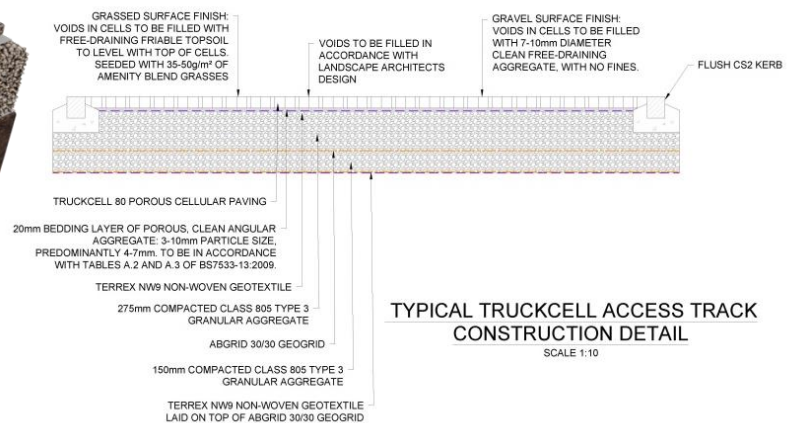 GRASSED SURFACE FINISH:
VOIDS IN CELLS TO BE FILLED WITH
FREE-DRAINING FRIABLE TOPSOIL
TO LEVEL WITH TOP OF CELLS.
SEEDED WITH 35-50g/m² OF
AMENITY BLEND GRASSES
VOIDS TO BE FILLED IN
ACCORDANCE WITH
LANDSCAPE ARCHITECTS
DESIGN
GRAVEL SURFACE FINISH:
VOIDS IN CELLS TO BE FILLED
WITH 7-10mm DIAMETER
CLEAN FREE-DRAINING
AGGREGATE, WITH NO FINES.
FLUSH CS2 KERB
TRUCKCELL 80 POROUS CELLULAR PAVING
20mm BEDDING LAYER OF POROUS, CLEAN ANGULAR
AGGREGATE: 3-10mm PARTICLE SIZE,
PREDOMINANTLY 4-7mm. TO BE IN ACCORDANCE
WITH TABLES A.2 AND A.3 OF BS7533-13:2009.
TERREX NW9 NON-WOVEN GEOTEXTILE
275mm COMPACTED CLASS 805 TYPE 3
GRANULAR AGGREGATE
ABGRID 30/30 GEOGRID
150mm COMPACTED CLASS 805 TYPE 3
GRANULAR AGGREGATE
TERREX NW9 NON-WOVEN GEOTEXTILE
LAID ON TOP OF ABGRID 30/30 GEOGRID
TYPICAL TRUCKCELL ACCESS TRACK
CONSTRUCTION DETAIL
SCALE 1:10